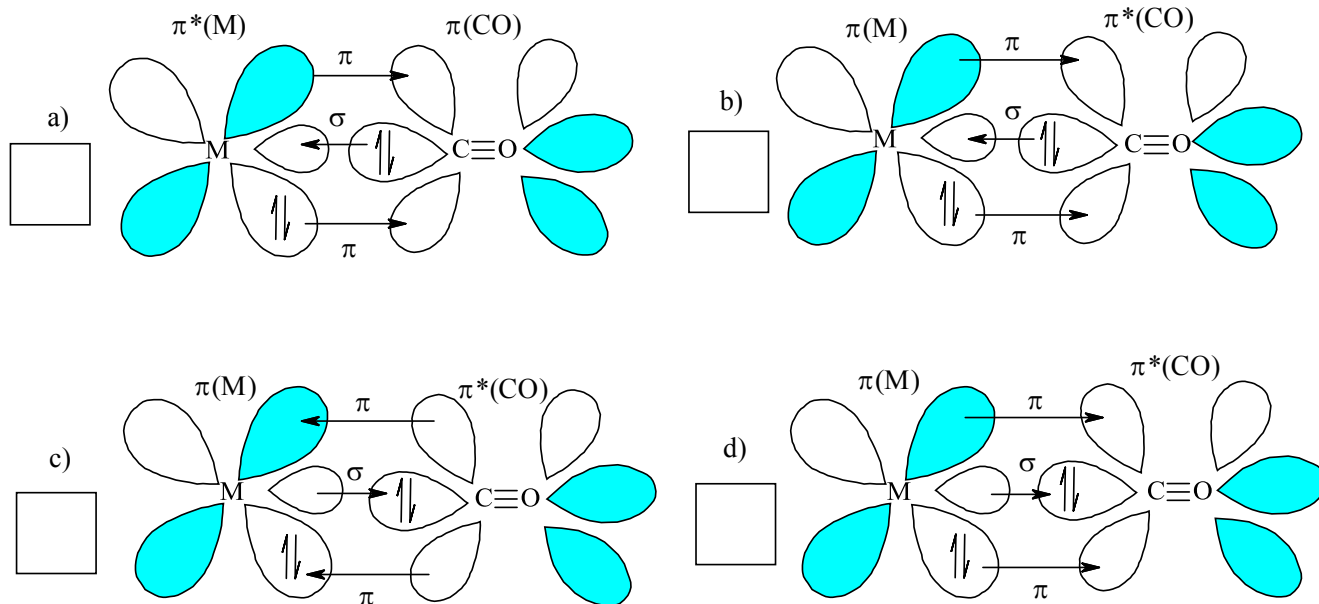 π*(M) π(CO)
π
a)
σ
M C≡O
π
π(M) π*(CO)
π
b)
σ
M C≡O
π
π(M) π*(CO)
π
c)
σ
M C≡O
π
π(M) π*(CO)
π
d)
σ
M C≡O
π